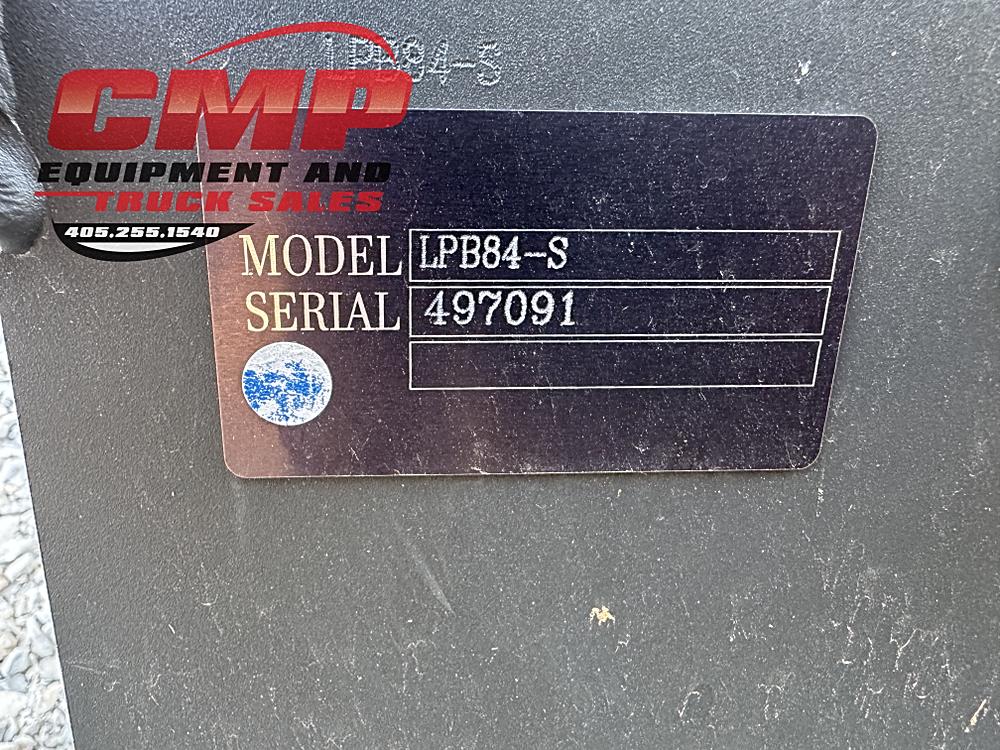 LPB84-S
CMP
EQUIPMENT AND
TRUCK SALES
405.255.1540
MODEL LPB84-S
SERIAL 497091